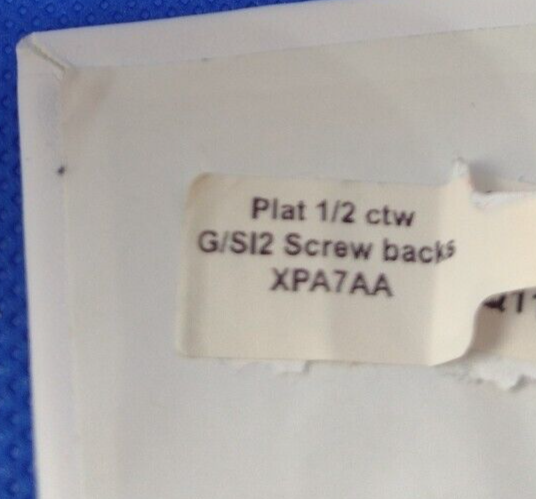 Plat 1/2 ctw
G/SI2 Screw backs
XPA7AA